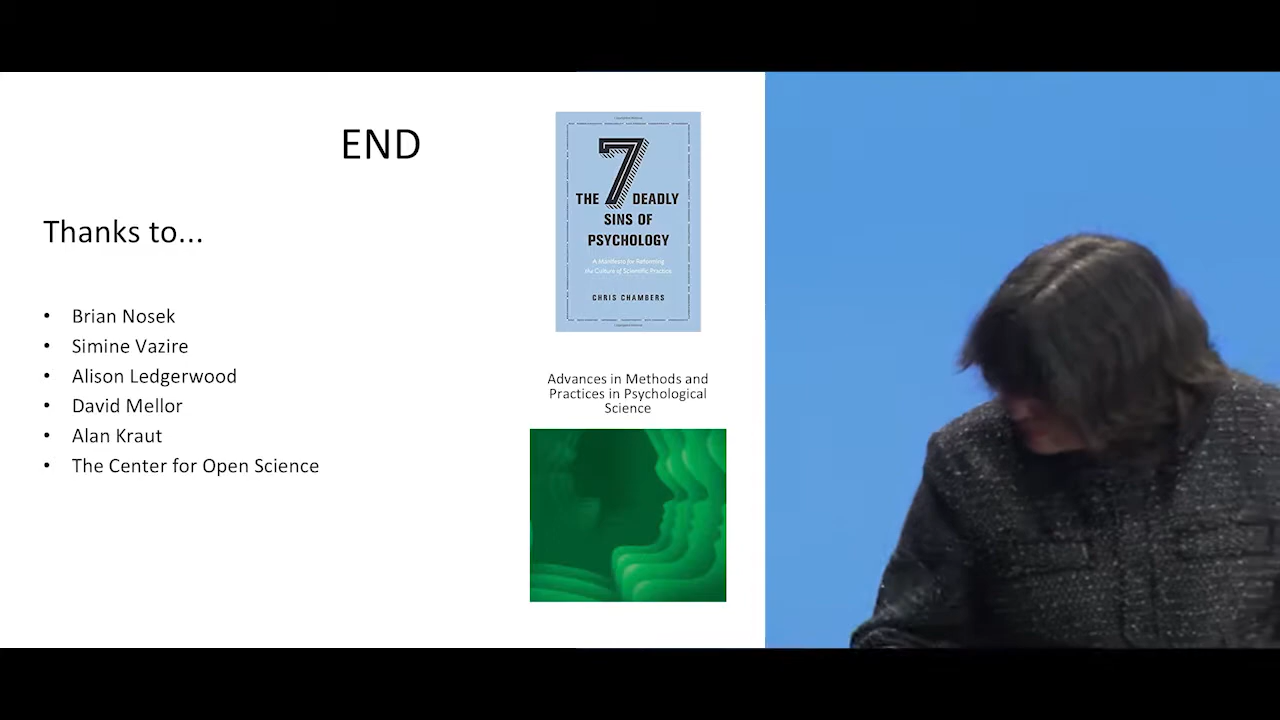 END
Thanks to...
• Brian Nosek
• Simine Vazire
• Alison Ledgerwood
• David Mellor
• Alan Kraut
• The Center for Open Science
7
THE DEADLY
SINS OF
PSYCHOLOGY
A Manifesto for Reforming
the Culture of Scientific Practice
CHRIS CHAMBERS
Advances in Methods and
Practices in Psychological
Science